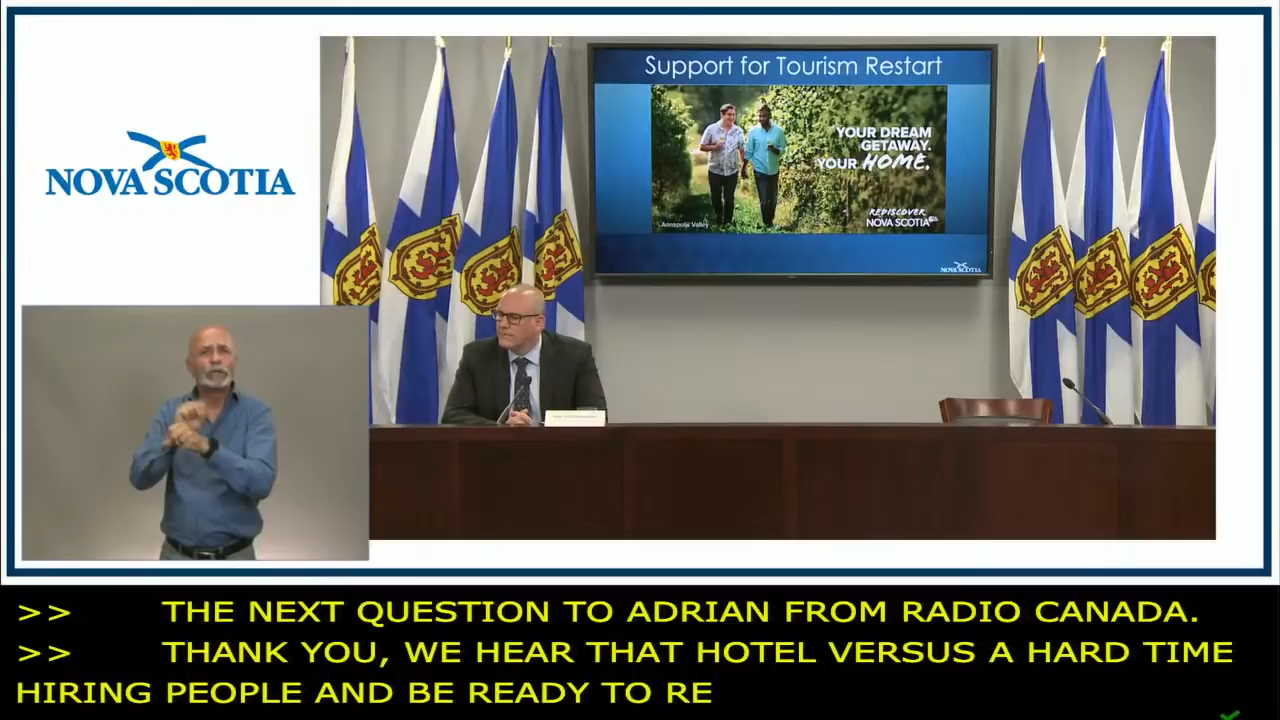 NOVA SCOTIA
Support for Tourism Restart
YOUR DREAM
GETAWAY.
YOUR HOME.
REDISCOVER
NOVA SCOTIA
Annapolis Valley
NOVA SCOTIA
>> THE NEXT QUESTION TO ADRIAN FROM RADIO CANADA.
>> THANK YOU, WE HEAR THAT HOTEL VERSUS A HARD TIME
HIRING PEOPLE AND BE READY TO RE